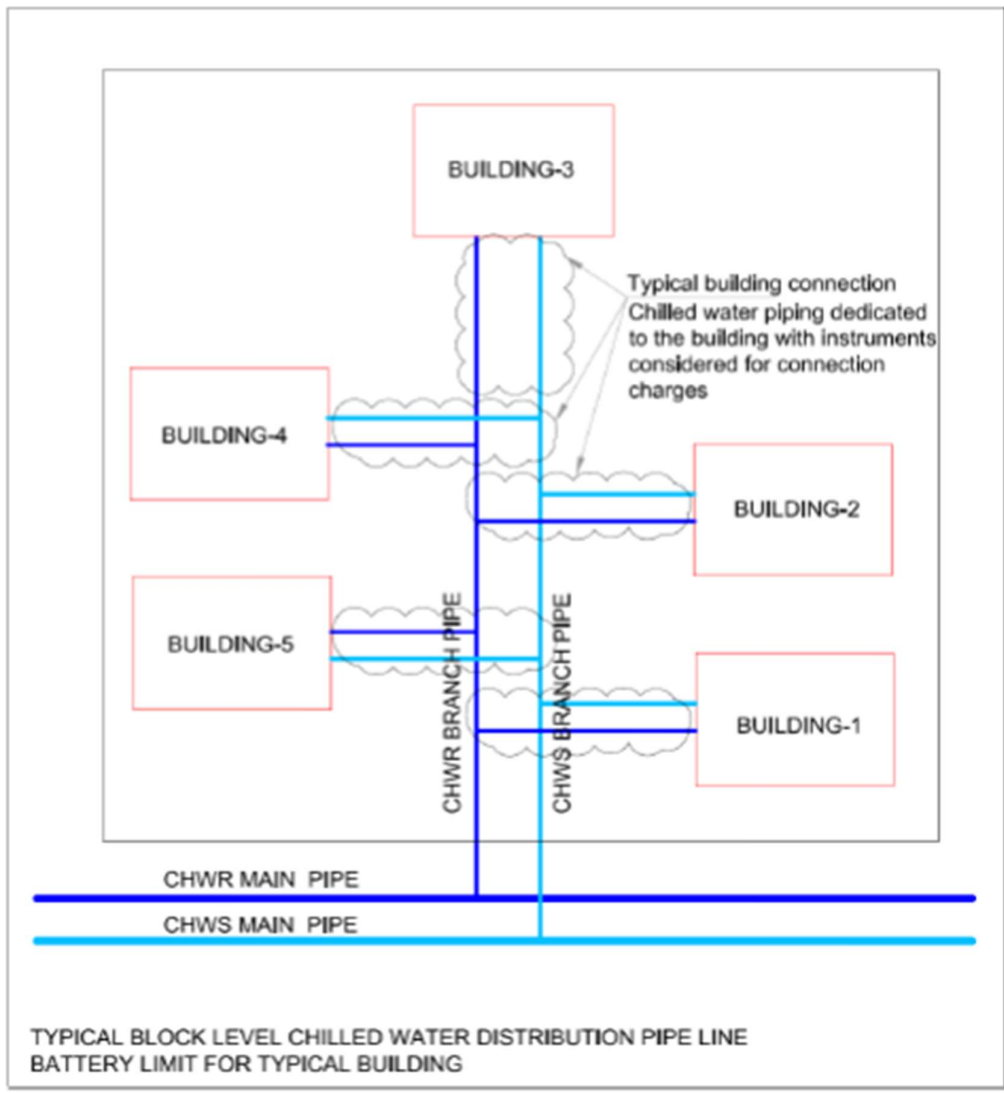 BUILDING-3
Typical building connection
Chilled water piping dedicated
to the building with instruments
considered for connection
charges
BUILDING-4
BUILDING-2
BUILDING-5
BUILDING-1
CHWR BRANCH PIPE
CHWS BRANCH PIPE
CHWR MAIN PIPE
CHWS MAIN PIPE
TYPICAL BLOCK LEVEL CHILLED WATER DISTRIBUTION PIPE LINE
BATTERY LIMIT FOR TYPICAL BUILDING